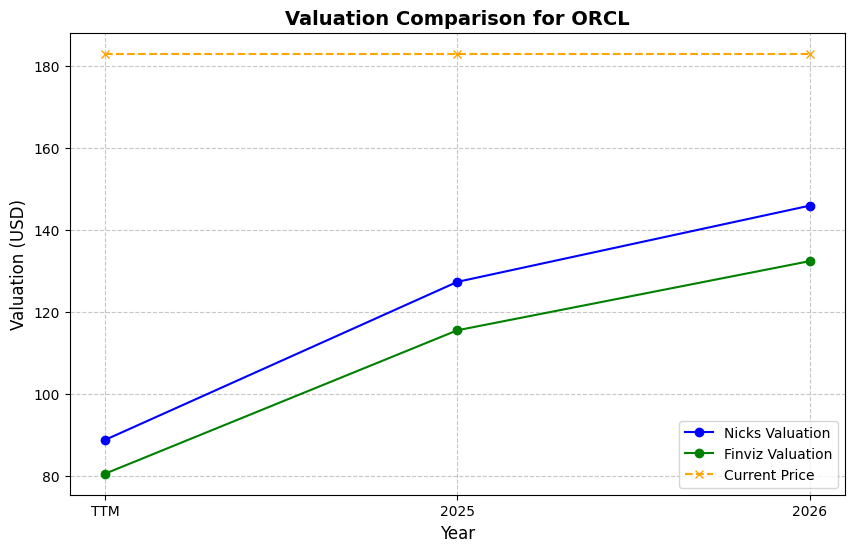 Valuation Comparison for ORCL
Valuation (USD)
180
160
140
120
100
80
TTM
2025
2026
Year
Nicks Valuation
Finviz Valuation
Current Price